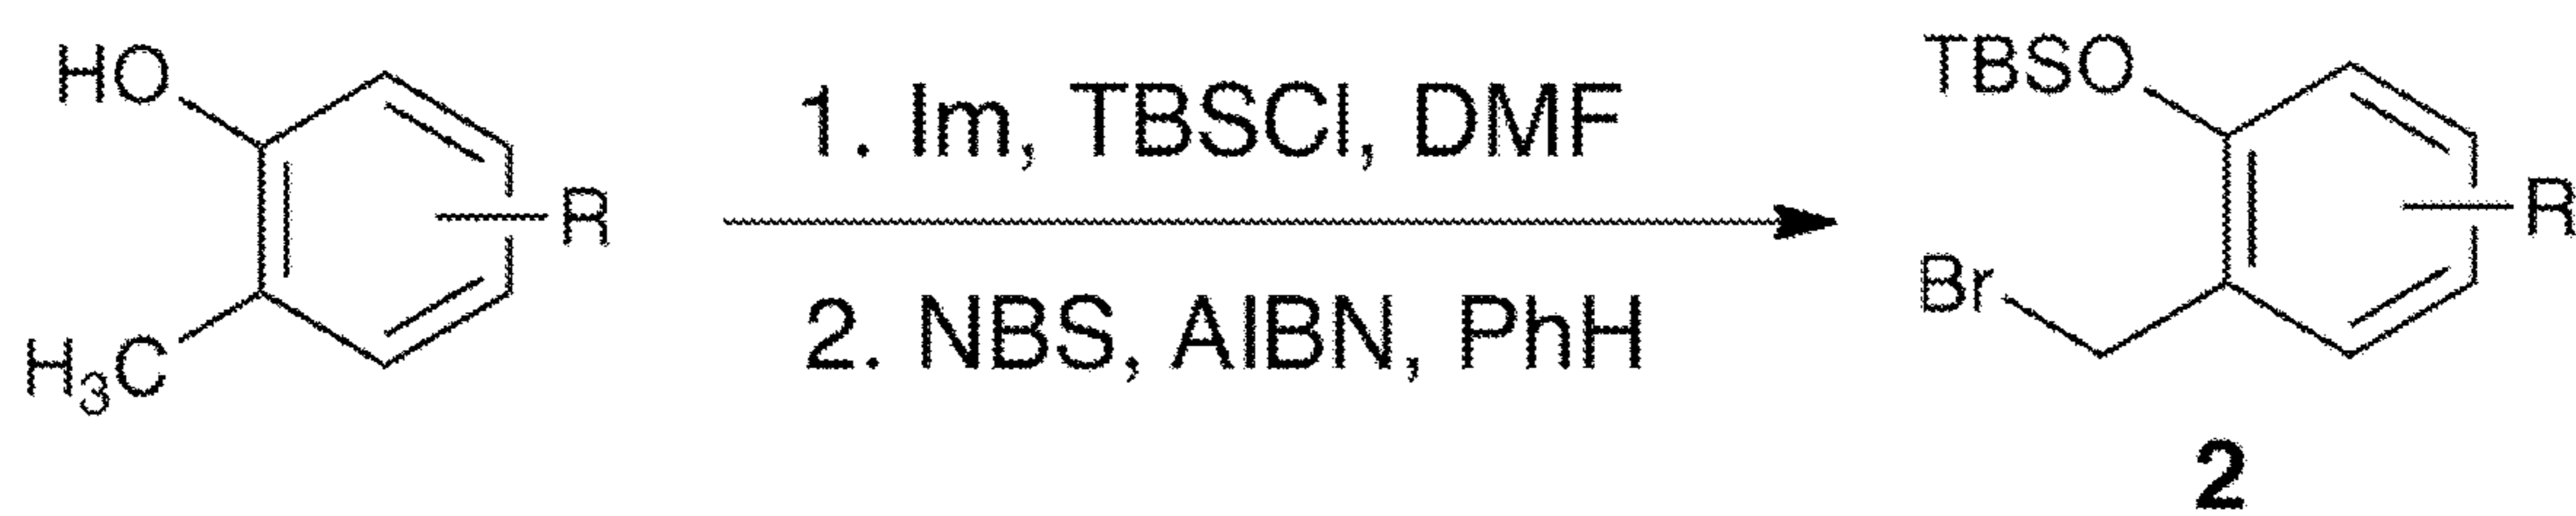 HO
H₃C
R
1. Im, TBSCl, DMF
2. NBS, AIBN, PhH
TBSO
Br
R
2